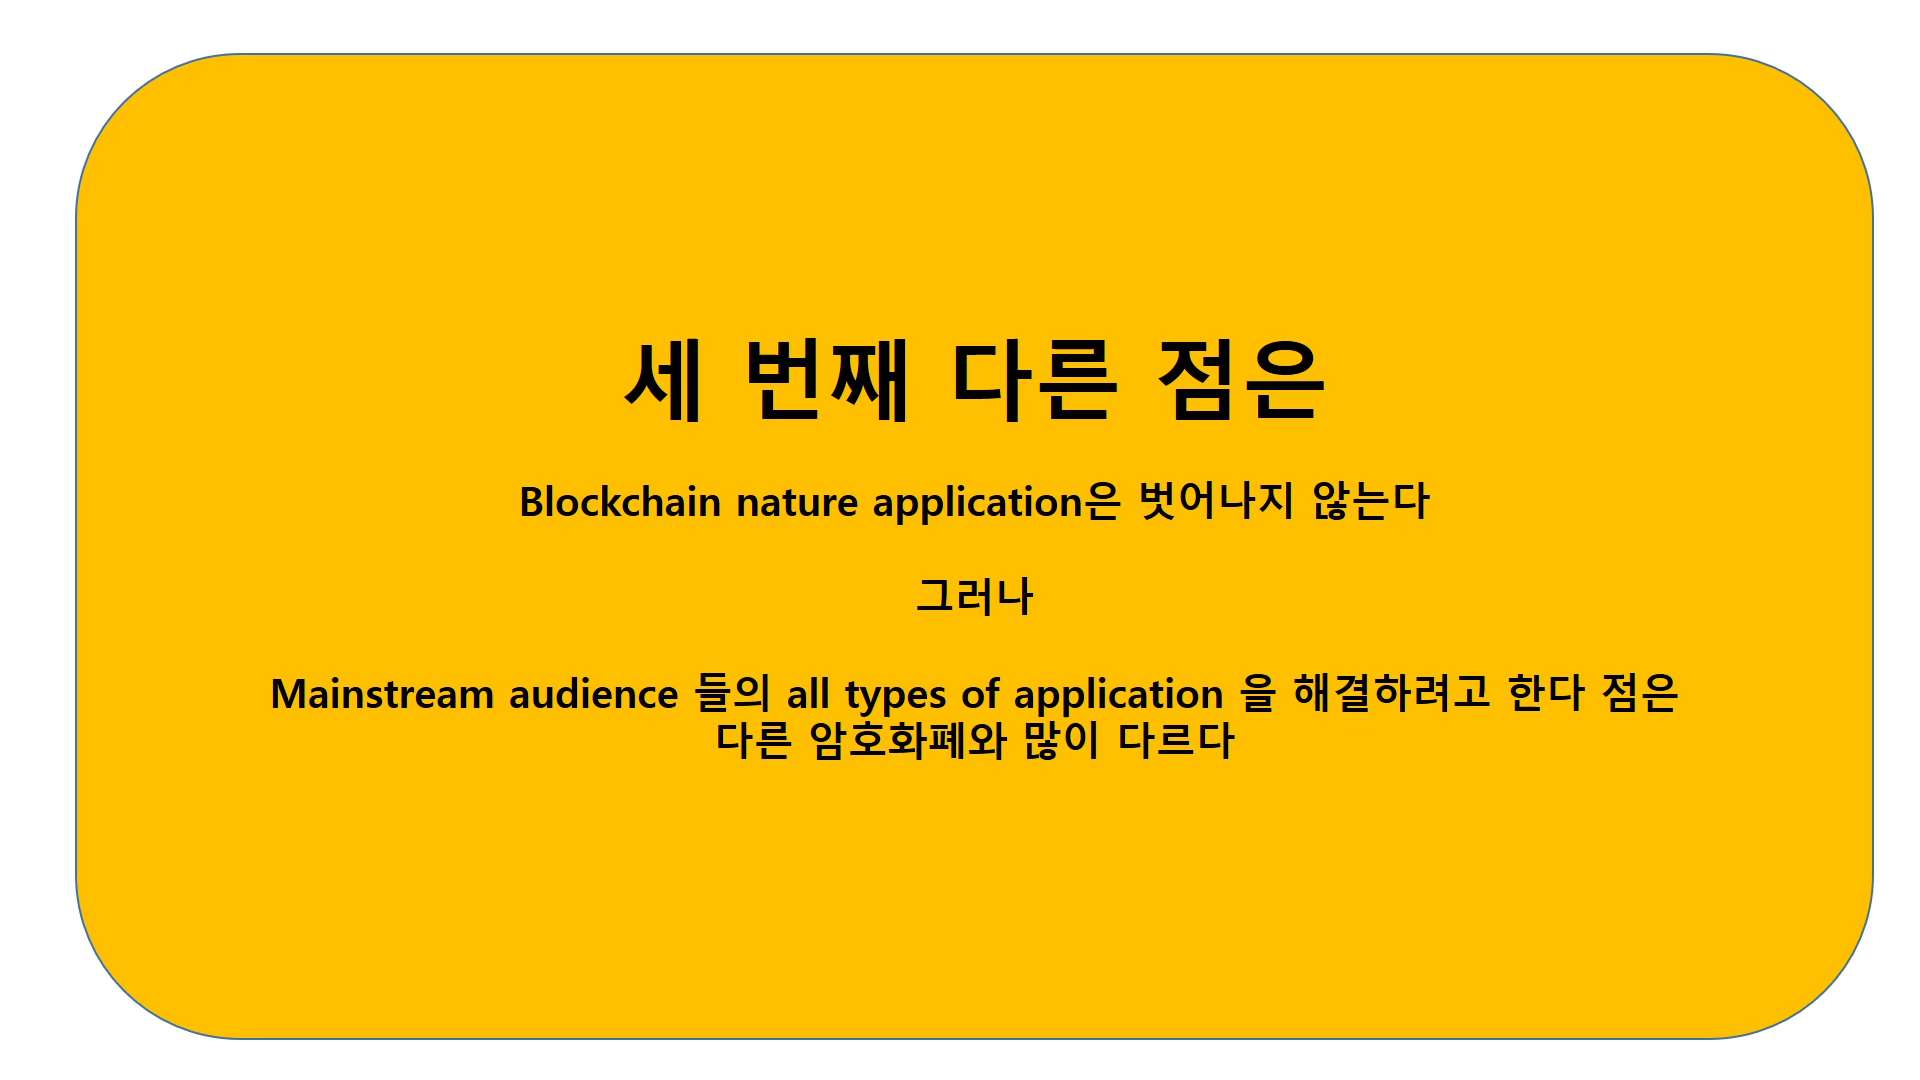 세 번째 다른 점은
Blockchain nature application은 벗어나지 않는다
그러나
Mainstream audience 들의 all types of application 을 해결하려고 한다 점은
다른 암호화폐와 많이 다르다